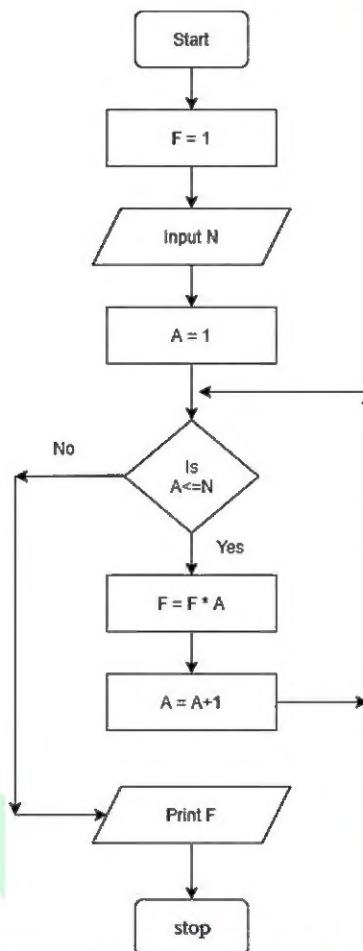 Start
F = 1
Input N
A = 1
No
Is
A<=N
Yes
F = F * A
A = A+1
Print F
stop